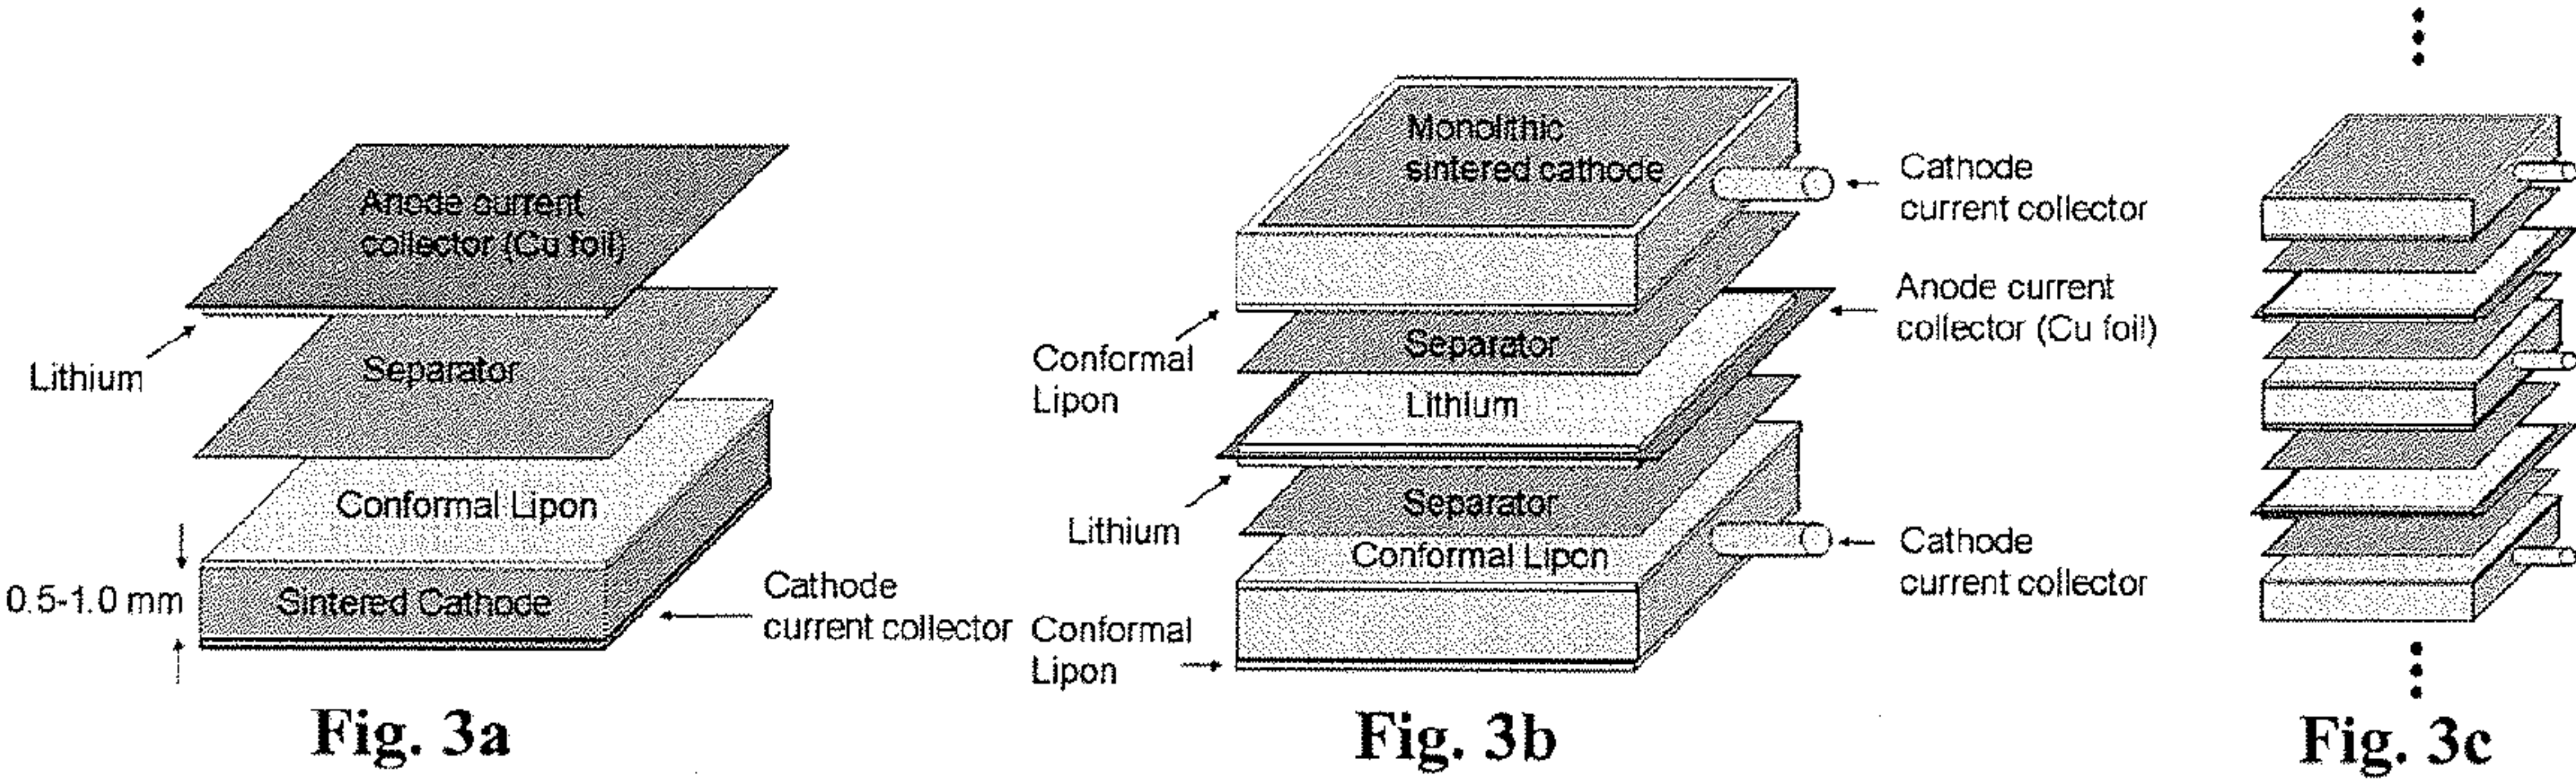 Anode current
collector (Cu foil)
Lithium
Separator
Conformal Lipon
0.5-1.0 mm
Sintered Cathode
Cathode
current collector
Fig. 3a
Monolithic
sintered cathode
Cathode
current collector
Anode current
collector (Cu foil)
Conformal
Lipon
Separator
Lithium
Lithium
Separator
Conformal Lipon
Cathode
current collector
Conformal
Lipon
Fig. 3b
Fig. 3c